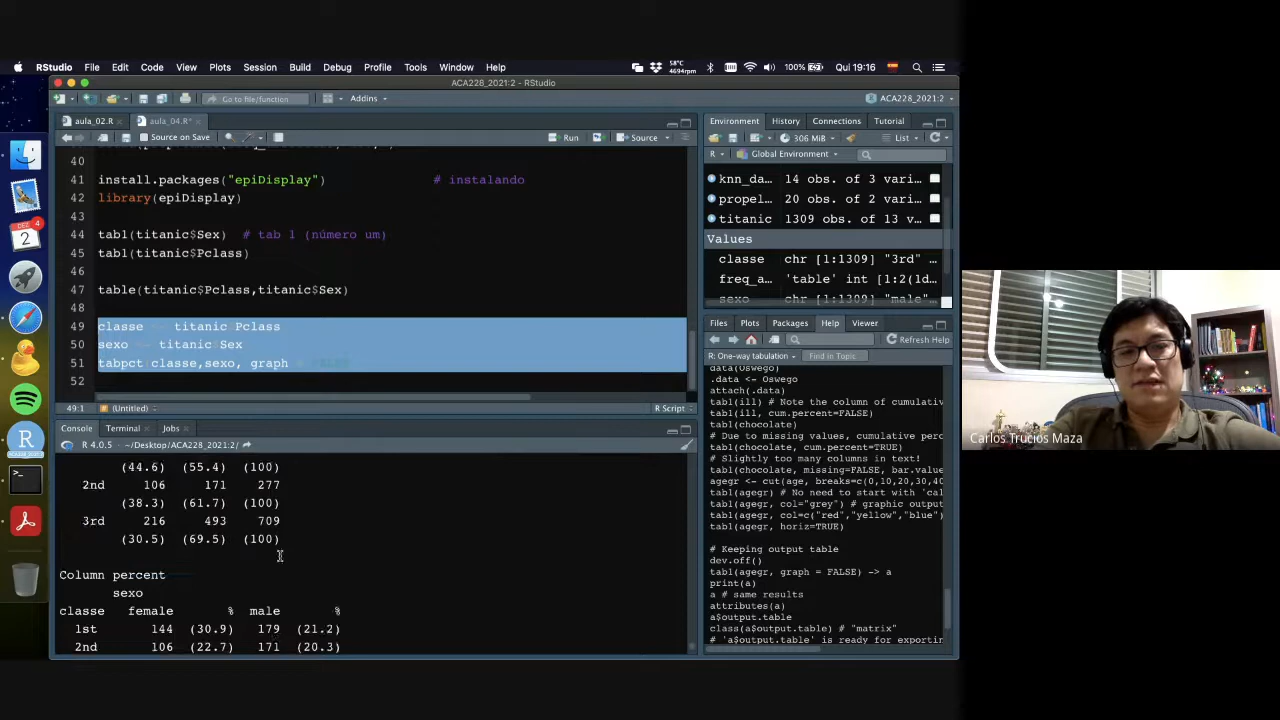 RStudio File Edit Code View Plots Session Build Debug Profile Tools Window Help
58°C
4694rpm
100%
Qui 19:16
ACA228_2021:2 - RStudio
Go to file/function
Addins
ACA228_2021:2
aula_02.R
aula_04.R*
Source on Save
Run
Source
40
41 install.packages("epiDisplay") # instalando
42 library(epiDisplay)
43
44 tab1(titanic$Sex) # tab 1 (número um)
45 tab1(titanic$Pclass)
46
47 table(titanic$Pclass,titanic$Sex)
48
49 classe <- titanic$Pclass
50 sexo <- titanic$Sex
51 tabpct(classe,sexo, graph = FALSE)
52
49:1 (Untitled)
R Script
Console Terminal Jobs
R 4.0.5 · ~/Desktop/ACA228_2021:2/
(44.6) (55.4) (100)
2nd 106 171 277
(38.3) (61.7) (100)
3rd 216 493 709
(30.5) (69.5) (100)
Column percent
sexo
classe female % male %
1st 144 (30.9) 179 (21.2)
2nd 106 (22.7) 171 (20.3)
Environment History Connections Tutorial
306 MiB
List
R
Global Environment
knn_da… 14 obs. of 3 vari…
propel… 20 obs. of 2 vari…
titanic 1309 obs. of 13 v…
Values
classe chr [1:1309] "3rd" …
freq_a… 'table' int [1:2(1d…
sexo chr [1:1309] "male" …
Files Plots Packages Help Viewer
Refresh Help
R: One-way tabulation
Find in Topic
data(Oswego)
.data <- Oswego
attach(.data)
tab1(ill) # Note the column of cumulativ
tab1(ill, cum.percent=FALSE)
tab1(chocolate)
# Due to missing values, cumulative perc
tab1(chocolate, cum.percent=TRUE)
# Slightly too many columns in text!
tab1(chocolate, missing=FALSE, bar.value
agegr <- cut(age, breaks=c(0,10,20,30,40
tab1(agegr) # No need to start with 'cal
tab1(agegr, col="grey") # graphic output
tab1(agegr, col=c("red","yellow","blue")
tab1(agegr, horiz=TRUE)
# Keeping output table
dev.off()
tab1(agegr, graph = FALSE) -> a
print(a)
a # same results
attributes(a)
a$output.table
class(a$output.table) # "matrix"
# 'a$output.table' is ready for exportin
Carlos Trucios Maza
DEC
4
2